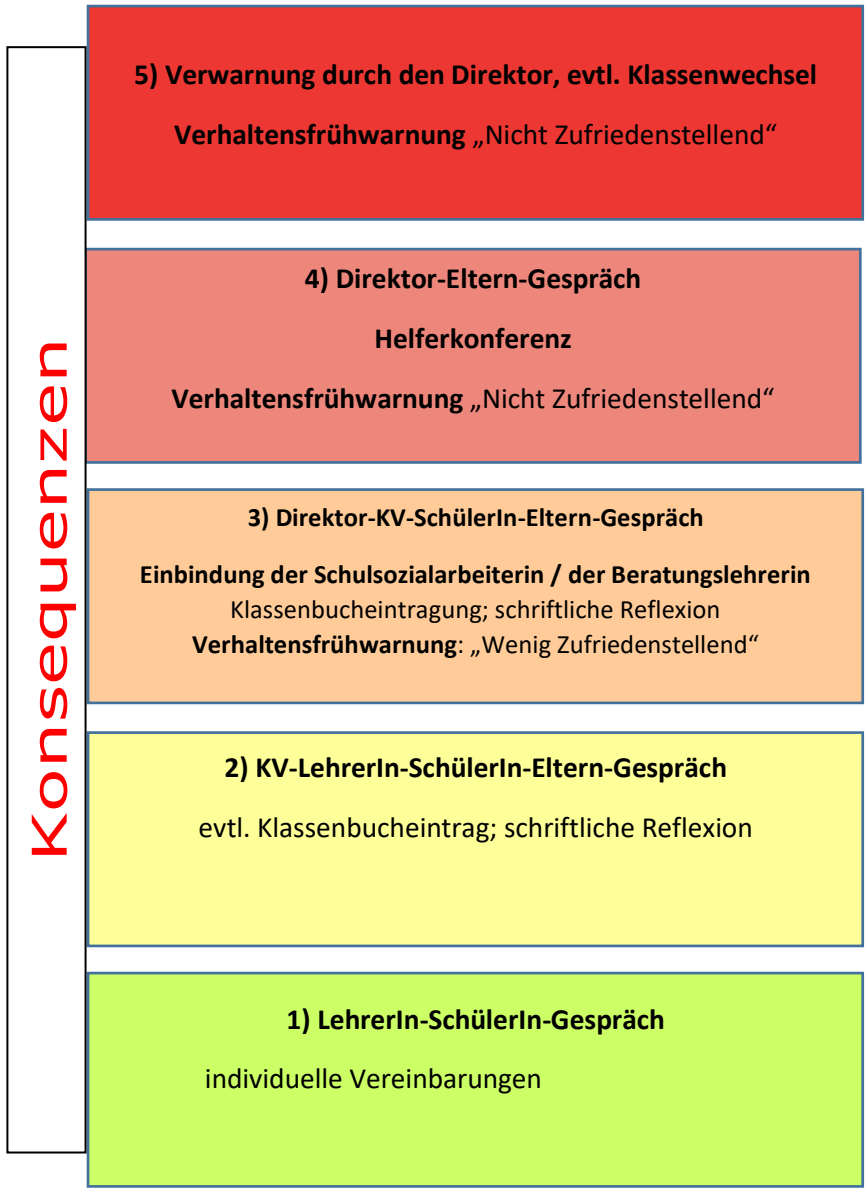 Konsequenzen
5) Verwarnung durch den Direktor, evtl. Klassenwechsel
Verhaltensfrühwarnung „Nicht Zufriedenstellend“
4) Direktor-Eltern-Gespräch
Helferkonferenz
Verhaltensfrühwarnung „Nicht Zufriedenstellend“
3) Direktor-KV-SchülerIn-Eltern-Gespräch
Einbindung der Schulsozialarbeiterin / der Beratungslehrerin
Klassenbucheintragung; schriftliche Reflexion
Verhaltensfrühwarnung: „Wenig Zufriedenstellend“
2) KV-LehrerIn-SchülerIn-Eltern-Gespräch
evtl. Klassenbucheintrag; schriftliche Reflexion
1) LehrerIn-SchülerIn-Gespräch
individuelle Vereinbarungen